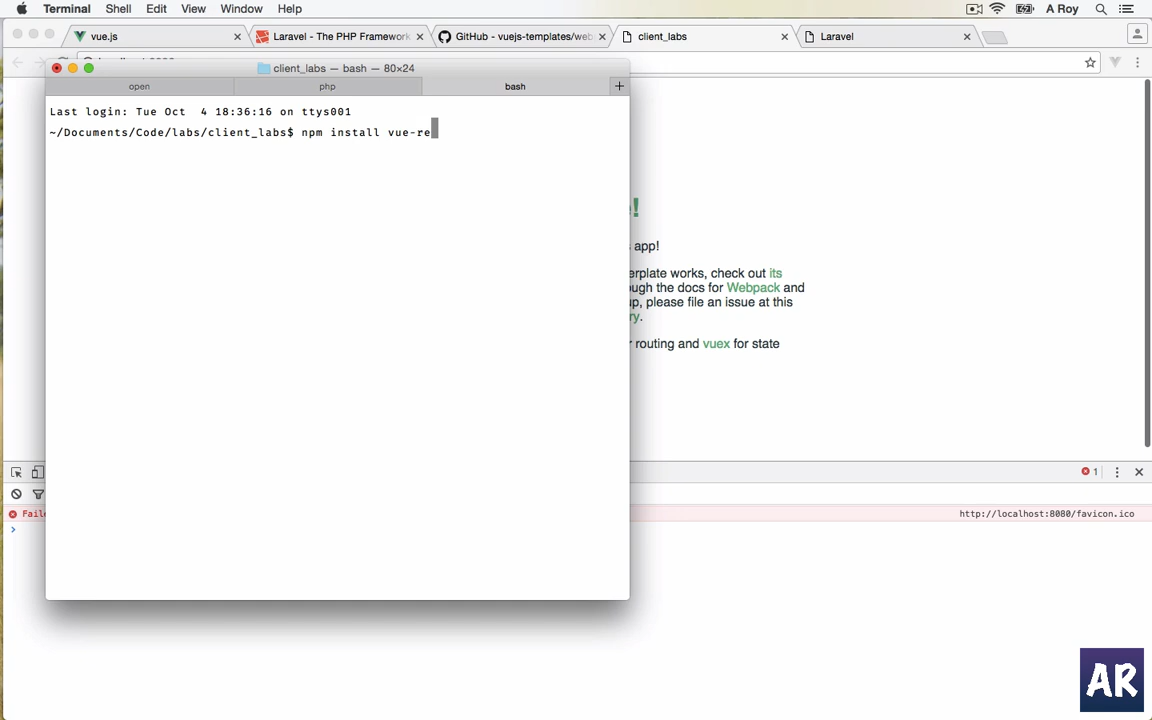 Terminal Shell Edit View Window Help A Roy
vue.js
Laravel - The PHP Framework
GitHub - vuejs-templates/web
client_labs
Laravel
client_labs — bash — 80×24
open
php
bash
Last login: Tue Oct  4 18:36:16 on ttys001
~/Documents/Code/labs/client_labs$ npm install vue-re
!
app!
erplate works, check out its
ugh the docs for Webpack and
up, please file an issue at this
ry.
r routing and vuex for state
1
Faile
http://localhost:8080/favicon.ico
AR